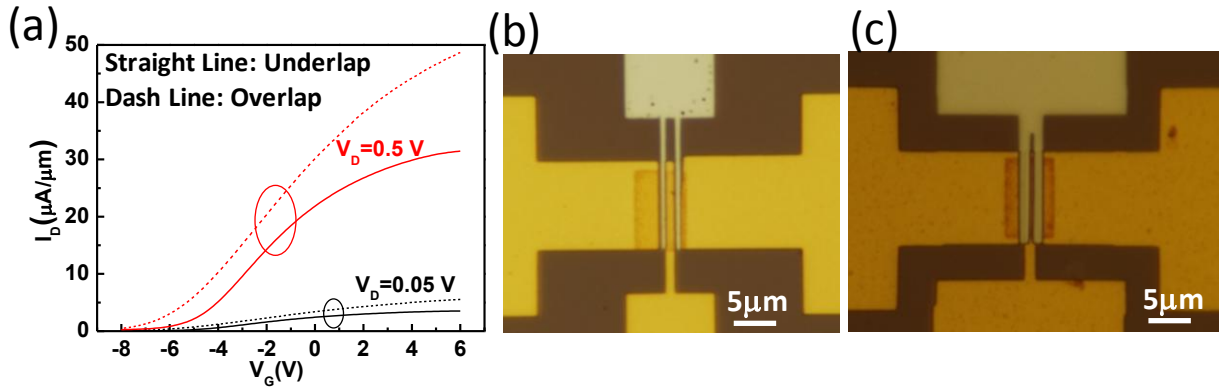 (a)
50
40
30
20
10
0
I_D(μA/μm)
Straight Line: Underlap
Dash Line: Overlap
V_D=0.5 V
V_D=0.05 V
-8 -6 -4 -2 0 2 4 6
V_G(V)
(b)
5μm
(c)
5μm